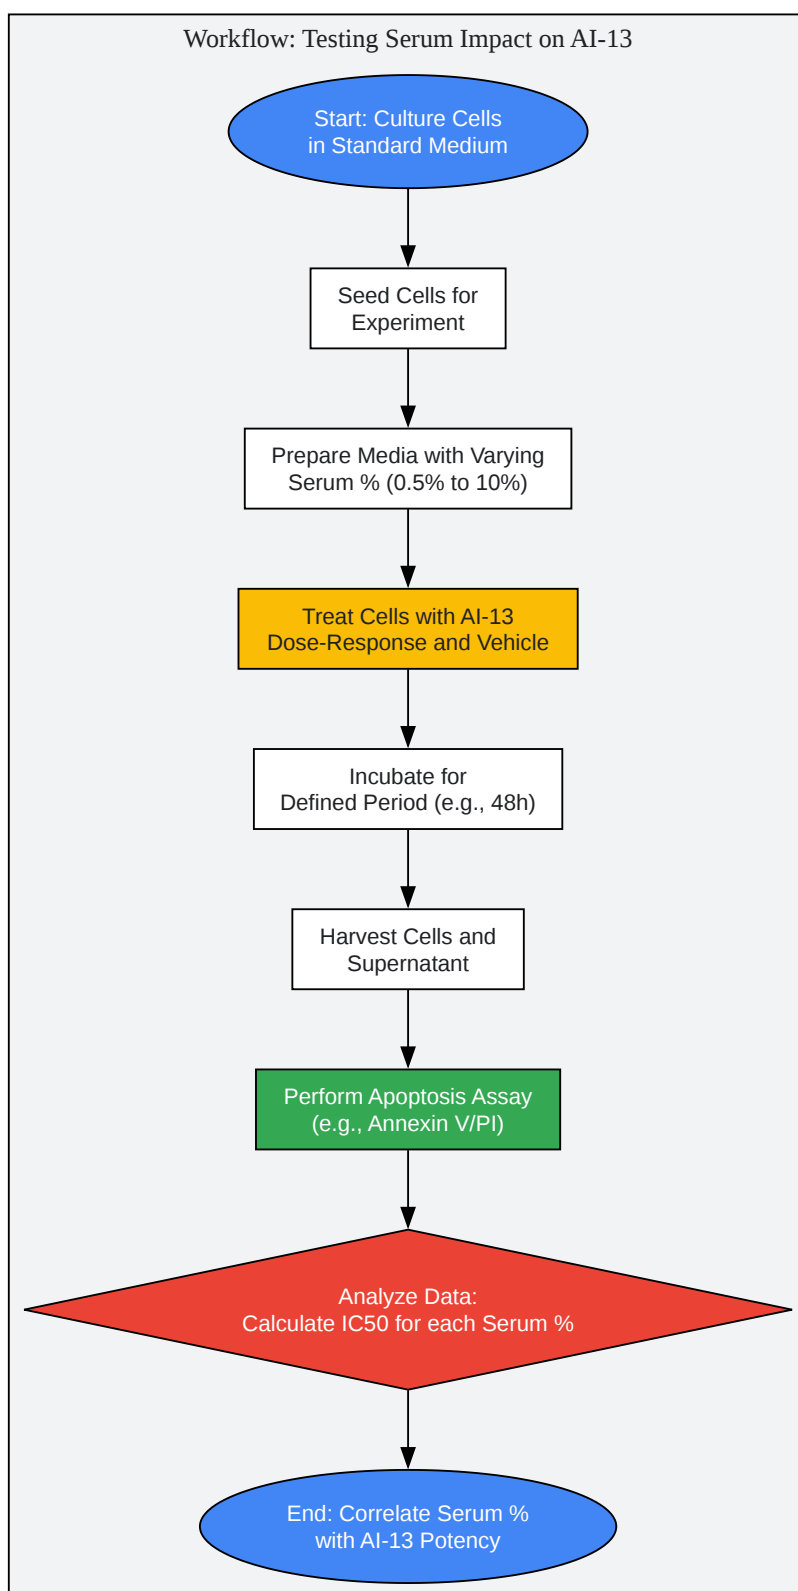 Workflow: Testing Serum Impact on AI-13
Start: Culture Cells
in Standard Medium
Seed Cells for
Experiment
Prepare Media with Varying
Serum % (0.5% to 10%)
Treat Cells with AI-13
Dose-Response and Vehicle
Incubate for
Defined Period (e.g., 48h)
Harvest Cells and
Supernatant
Perform Apoptosis Assay
(e.g., Annexin V/PI)
Analyze Data:
Calculate IC50 for each Serum %
End: Correlate Serum %
with AI-13 Potency